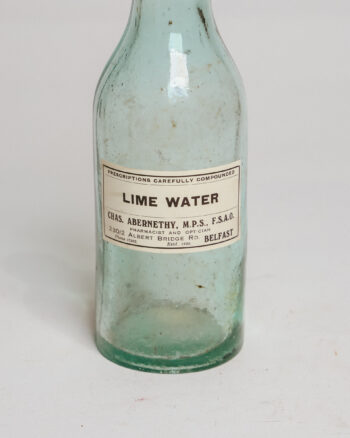 PRESCRIPTIONS CAREFULLY COMPOUNDED
LIME WATER
CHAS. ABERNETHY, M.P.S., F.S.A.O.
PHARMACIST AND OPTICIAN
ALBERT BRIDGE RD. BELFAST